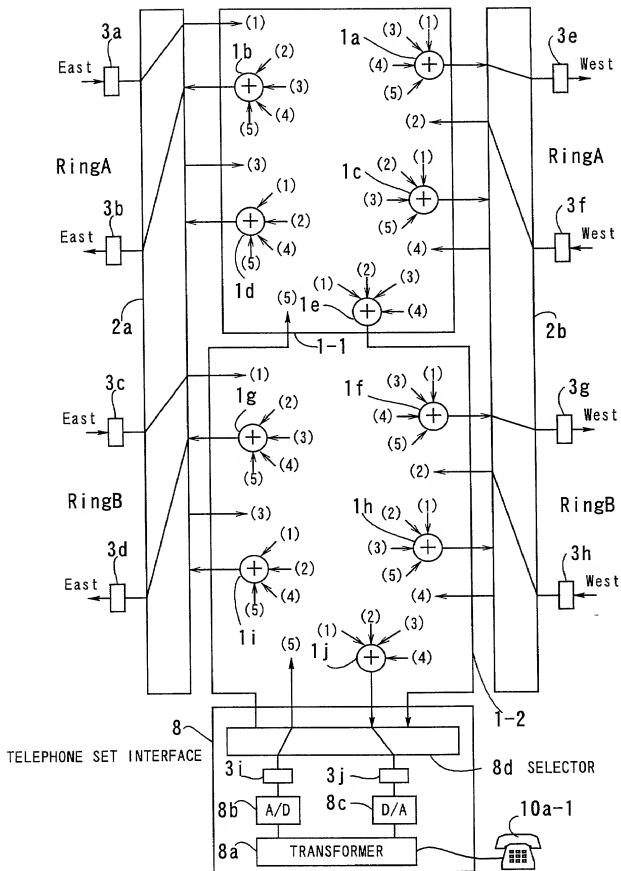 3a
East
(1)
1b
(2)
(3)
(4)
(5)
1a
(1)
(4)
(5)
3e
West
RingA
(3)
(2)
RingA
3b
East
(1)
(2)
(4)
(5)
1d
1c
(2)
(1)
(3)
(5)
(4)
3f
West
2a
(5)
(1)
(2)
(3)
(4)
1e
1-1
2b
3c
East
(1)
1g
(2)
(3)
(4)
(5)
1f
(3)
(1)
(4)
(5)
3g
West
RingB
(3)
(2)
RingB
3d
East
(1)
(2)
(4)
(5)
1i
1h
(2)
(1)
(3)
(5)
(4)
3h
West
(5)
(1)
(2)
(3)
(4)
1j
1-2
8
TELEPHONE SET INTERFACE
8d SELECTOR
3i
3j
8b
A/D
8c
D/A
8a
TRANSFORMER
10a-1